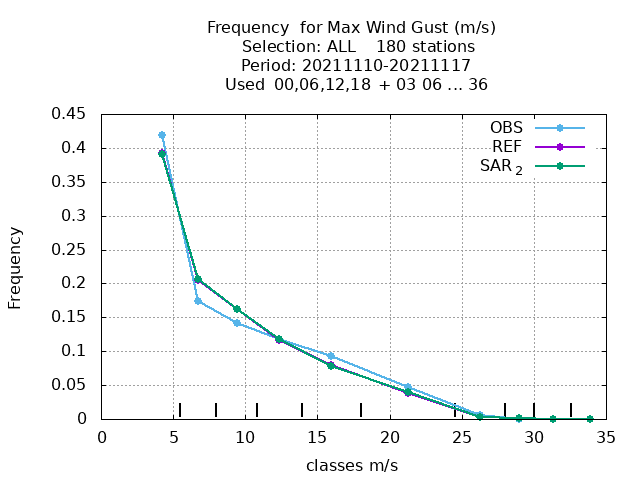 Frequency  for Max Wind Gust (m/s)
Selection: ALL    180 stations
Period: 20211110-20211117
Used  00,06,12,18  + 03 06 ... 36
0.45
0.4
0.35
0.3
0.25
0.2
0.15
0.1
0.05
0
Frequency
OBS
REF
SAR 2
0 5 10 15 20 25 30 35
classes m/s